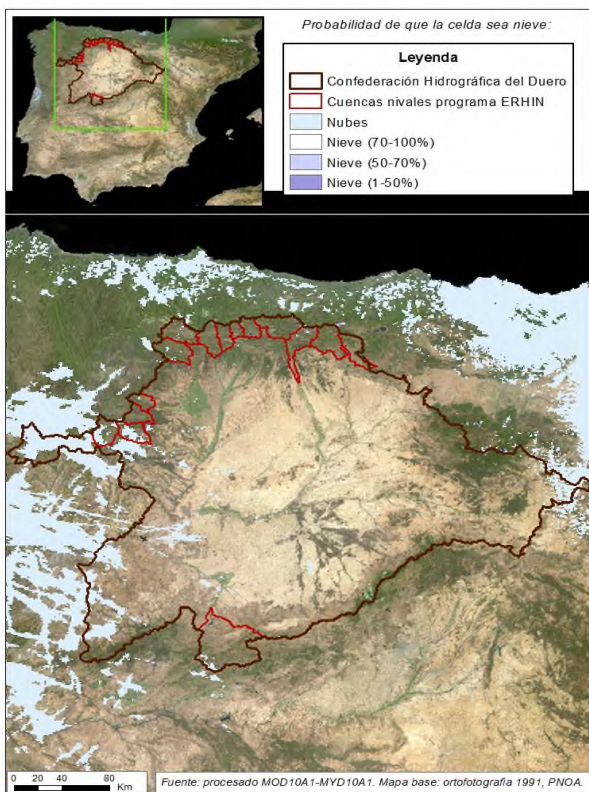 Probabilidad de que la celda sea nieve:
Leyenda
Confederación Hidrográfica del Duero
Cuencas nivales programa ERHIN
Nubes
Nieve (70-100%)
Nieve (50-70%)
Nieve (1-50%)
0 20 40 80
Km
Fuente: procesado MOD10A1-MYD10A1. Mapa base: ortofotografía 1991, PNOA.